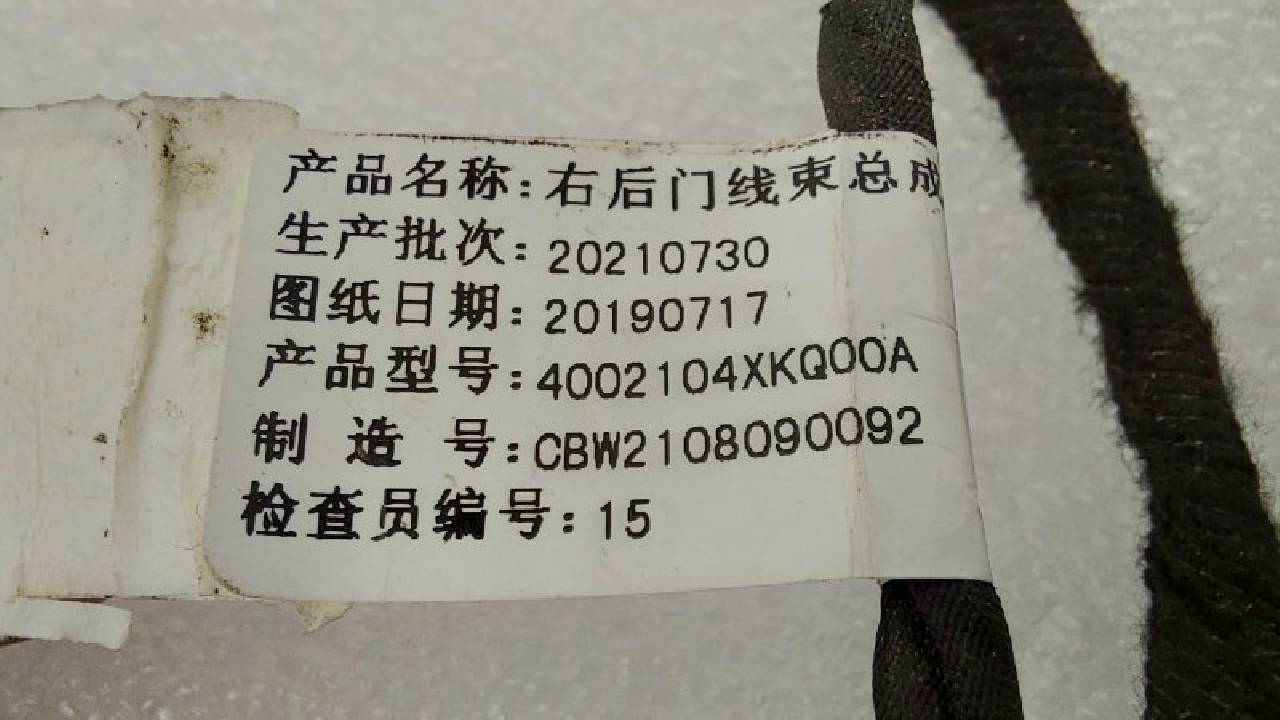 产品名称:右后门线束总成
生产批次:20210730
图纸日期:20190717
产品型号:4002104XKQ00A
制 造 号:CBW2108090092
检查员编号:15